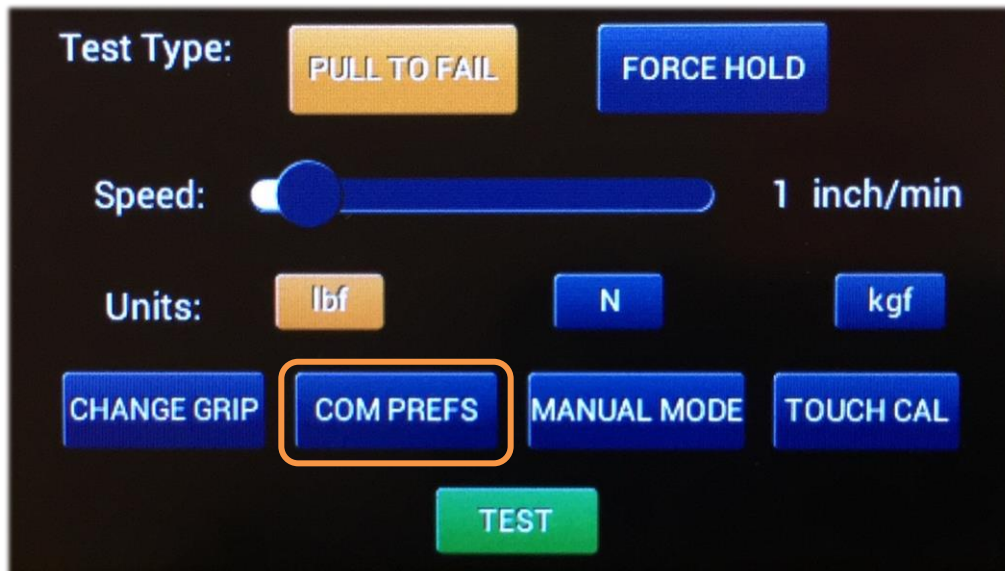 Test Type: PULL TO FAIL FORCE HOLD
Speed: 1 inch/min
Units: lbf N kgf
CHANGE GRIP COM PREFS MANUAL MODE TOUCH CAL
TEST